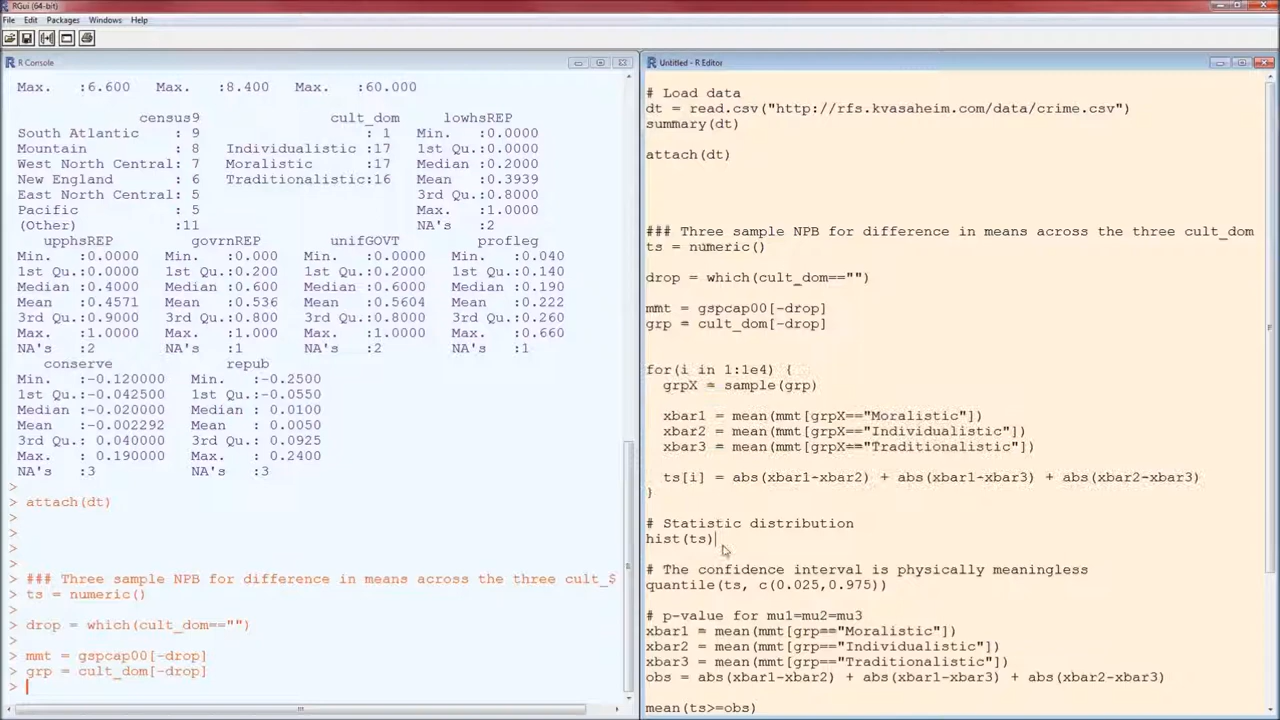 RGui (64-bit)
File Edit Packages Windows Help
R Console
Max. :6.600 Max. :8.400 Max. :60.000
census9 cult_dom lowhsREP
South Atlantic : 9 : 1 Min. :0.0000
Mountain : 8 Individualistic :17 1st Qu.:0.0000
West North Central: 7 Moralistic :17 Median :0.2000
New England : 6 Traditionalistic:16 Mean :0.3939
East North Central: 5 3rd Qu.:0.8000
Pacific : 5 Max. :1.0000
(Other) :11 NA's :2
upphsREP govrnREP unifGOVT profleg
Min. :0.0000 Min. :0.000 Min. :0.0000 Min. :0.040
1st Qu.:0.0000 1st Qu.:0.200 1st Qu.:0.2000 1st Qu.:0.140
Median :0.4000 Median :0.600 Median :0.6000 Median :0.190
Mean :0.4571 Mean :0.536 Mean :0.5604 Mean :0.222
3rd Qu.:0.9000 3rd Qu.:0.800 3rd Qu.:0.8000 3rd Qu.:0.260
Max. :1.0000 Max. :1.000 Max. :1.0000 Max. :0.660
NA's :2 NA's :1 NA's :2 NA's :1
conserve repub
Min. :-0.120000 Min. :-0.2500
1st Qu.:-0.042500 1st Qu.:-0.0550
Median :-0.020000 Median : 0.0100
Mean :-0.002292 Mean : 0.0050
3rd Qu.: 0.040000 3rd Qu.: 0.0925
Max. : 0.190000 Max. : 0.2400
NA's :3 NA's :3
>
> attach(dt)
>
>
>
>
> ### Three sample NPB for difference in means across the three cult_$
> ts = numeric()
>
> drop = which(cult_dom=="")
>
> mmt = gspcap00[-drop]
> grp = cult_dom[-drop]
>
Untitled - R Editor
# Load data
dt = read.csv("http://rfs.kvasaheim.com/data/crime.csv")
summary(dt)
attach(dt)
### Three sample NPB for difference in means across the three cult_dom
ts = numeric()
drop = which(cult_dom=="")
mmt = gspcap00[-drop]
grp = cult_dom[-drop]
for(i in 1:1e4) {
grpX = sample(grp)
xbar1 = mean(mmt[grpX=="Moralistic"])
xbar2 = mean(mmt[grpX=="Individualistic"])
xbar3 = mean(mmt[grpX=="Traditionalistic"])
ts[i] = abs(xbar1-xbar2) + abs(xbar1-xbar3) + abs(xbar2-xbar3)
}
# Statistic distribution
hist(ts)
# The confidence interval is physically meaningless
quantile(ts, c(0.025,0.975))
# p-value for mu1=mu2=mu3
xbar1 = mean(mmt[grp=="Moralistic"])
xbar2 = mean(mmt[grp=="Individualistic"])
xbar3 = mean(mmt[grp=="Traditionalistic"])
obs = abs(xbar1-xbar2) + abs(xbar1-xbar3) + abs(xbar2-xbar3)
mean(ts>=obs)